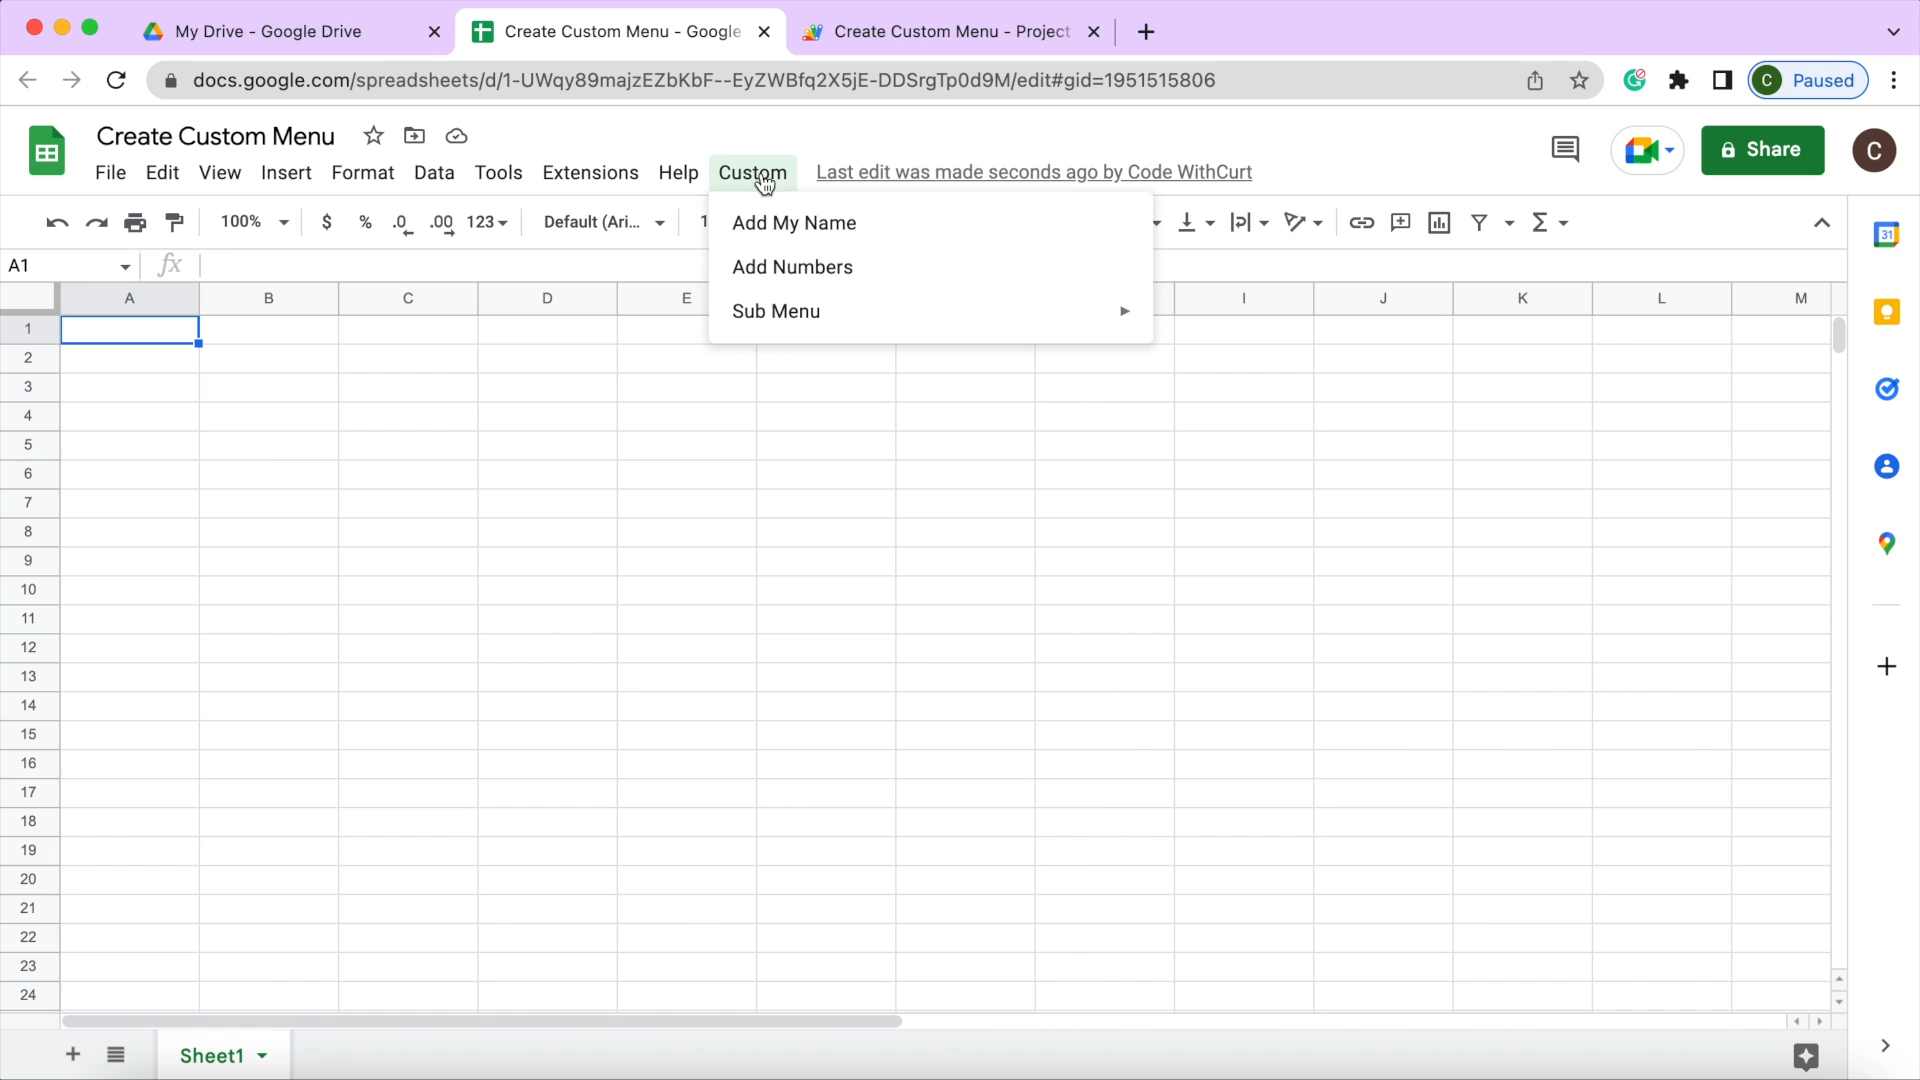 My Drive - Google Drive
Create Custom Menu - Google
Create Custom Menu - Project
docs.google.com/spreadsheets/d/1-UWqy89majzEZbKbF--EyZWBfq2X5jE-DDSrgTp0d9M/edit#gid=1951515806
C Paused
Create Custom Menu
Share
C
File Edit View Insert Format Data Tools Extensions Help Custom Last edit was made seconds ago by Code WithCurt
100% $ % .0 .00 123 Default (Ari... 1
31
Add My Name
Add Numbers
Sub Menu
A1 fx
A B C D E I J K L M
1
2
3
4
5
6
7
8
9
10
11
12
13
14
15
16
17
18
19
20
21
22
23
24
Sheet1